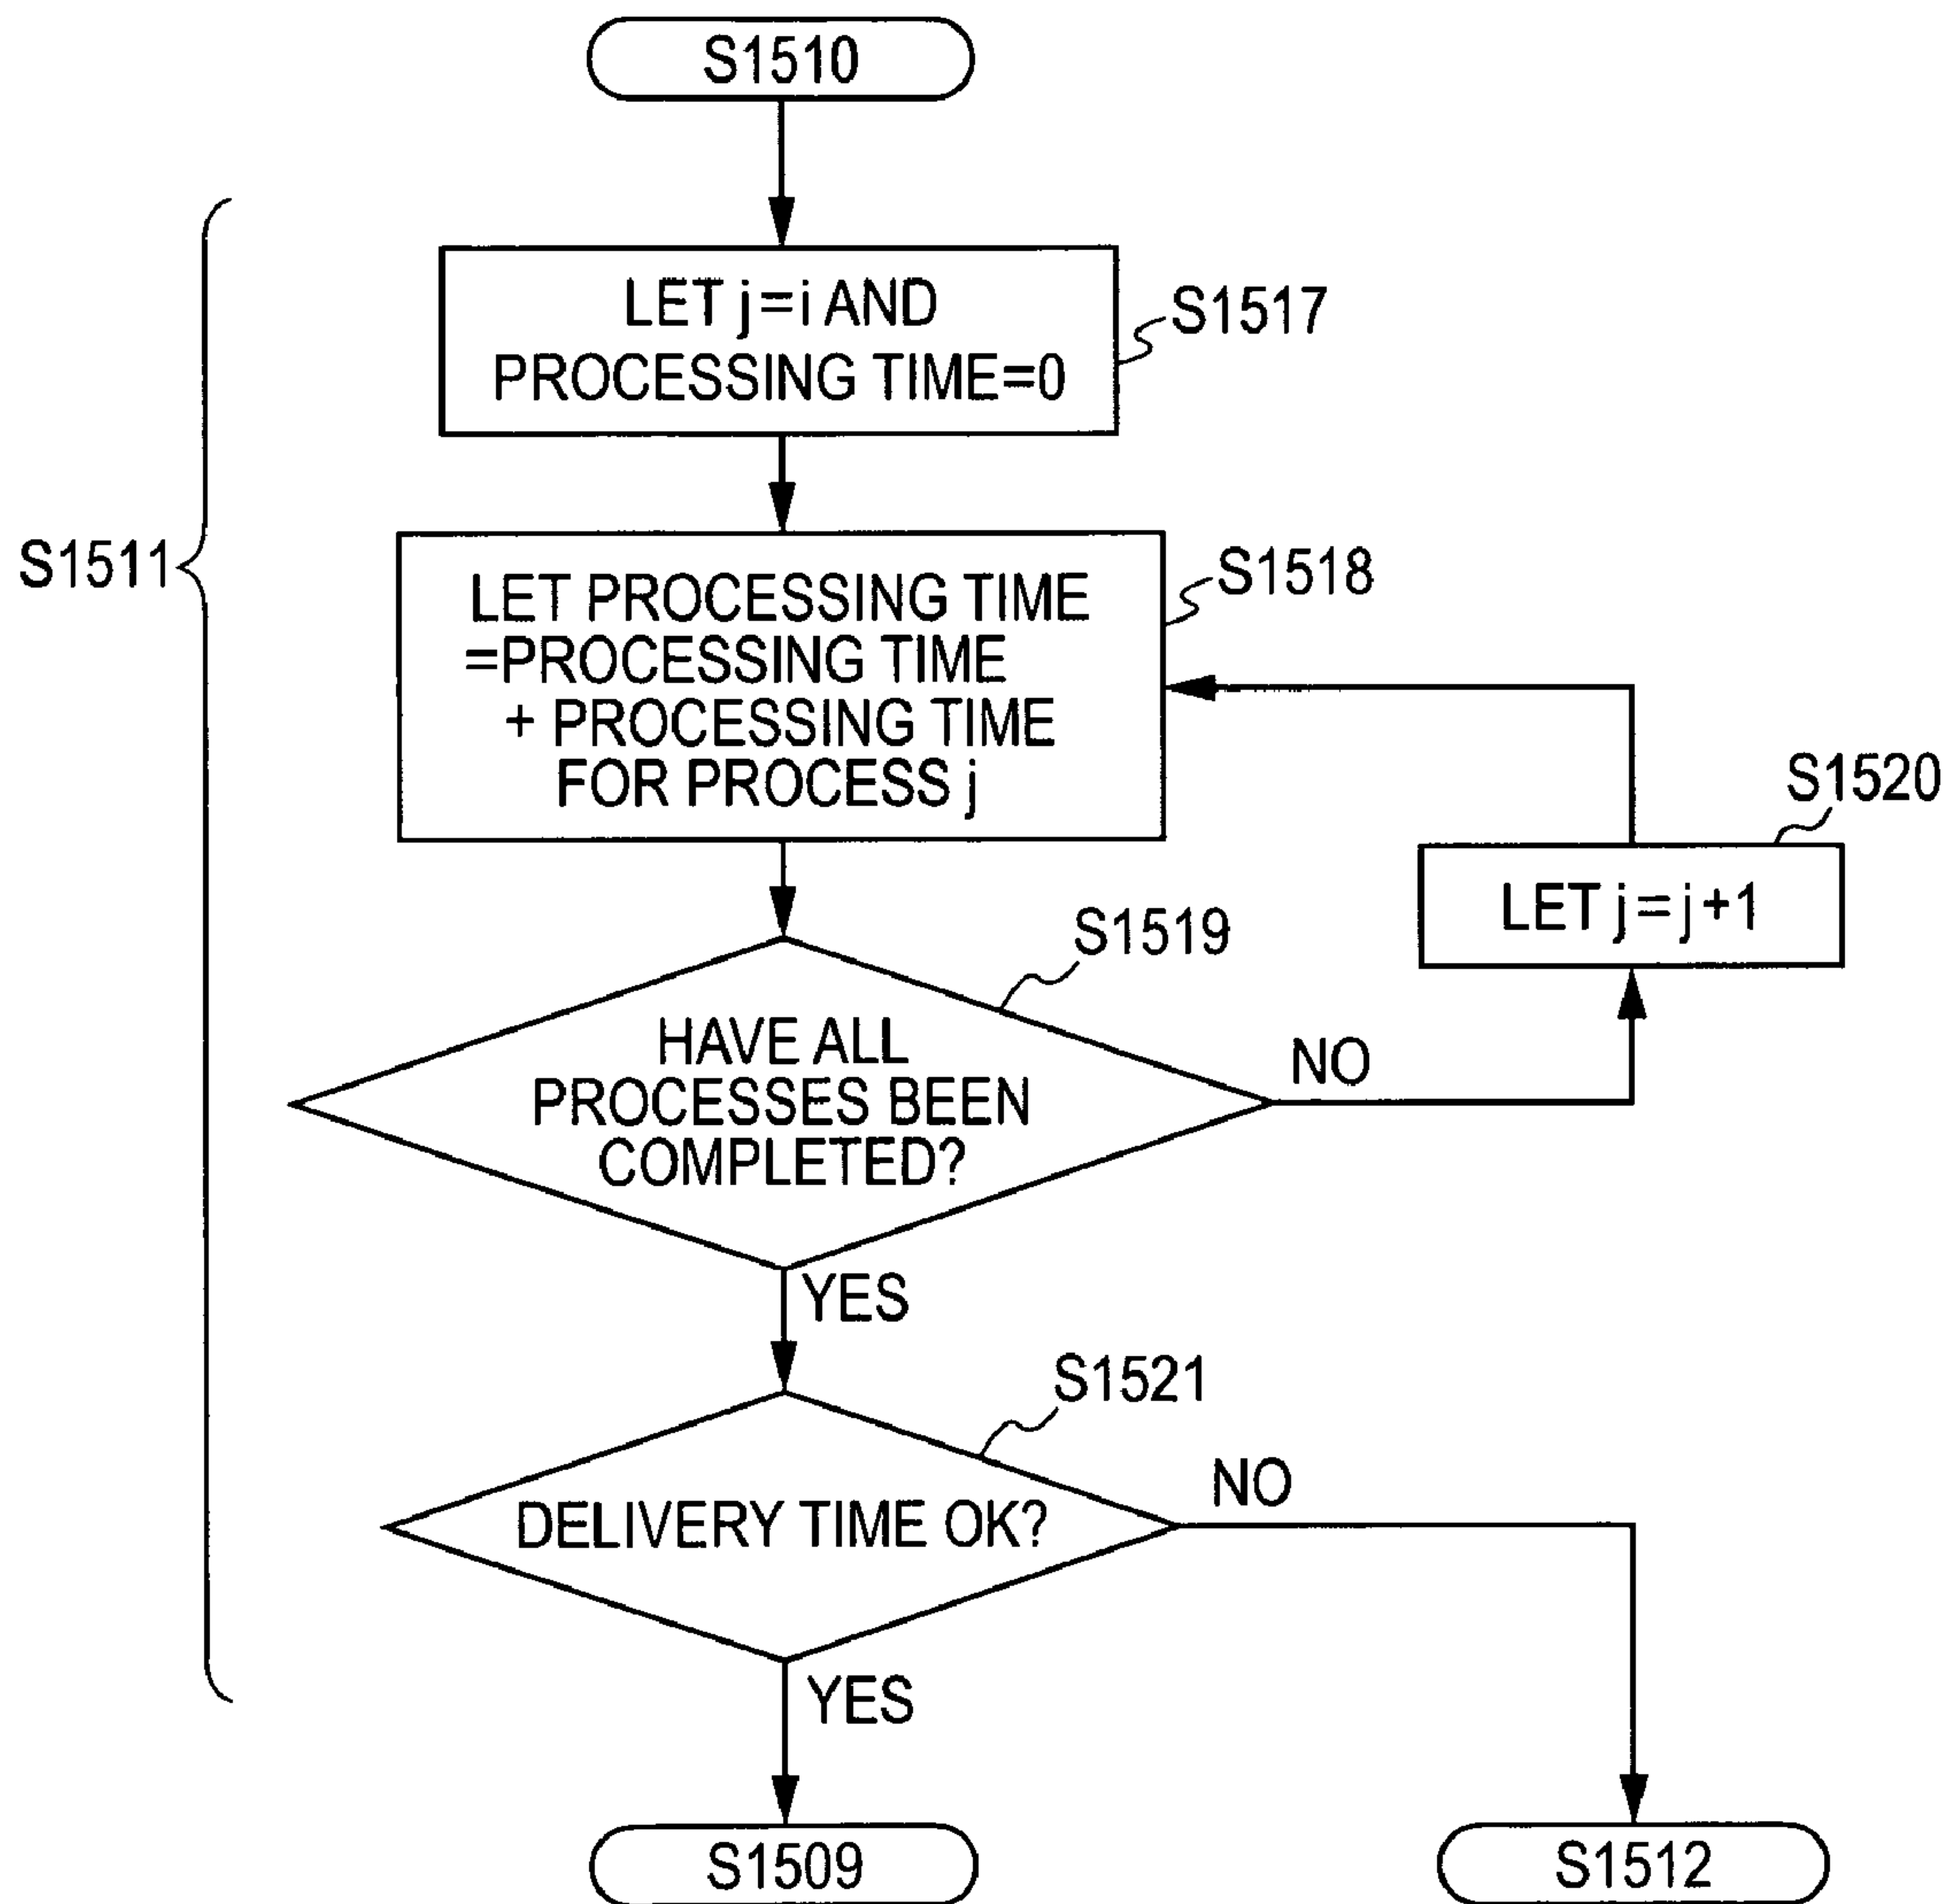 S1510
LET j=i AND
PROCESSING TIME=0
S1517
S1511
LET PROCESSING TIME
=PROCESSING TIME
+ PROCESSING TIME
FOR PROCESS j
S1518
S1520
LET j=j+1
S1519
HAVE ALL
PROCESSES BEEN
COMPLETED?
NO
YES
S1521
DELIVERY TIME OK?
NO
YES
S1509
S1512